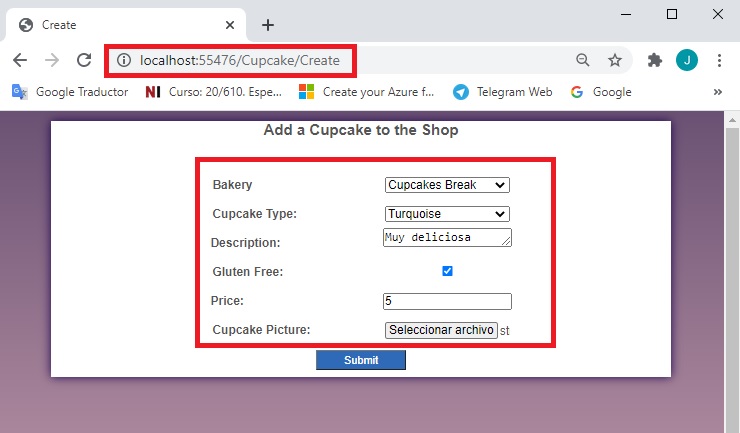 Create
localhost:55476/Cupcake/Create
J
Google Traductor
NI Curso: 20/610. Espe...
Create your Azure f...
Telegram Web
G Google
»
Add a Cupcake to the Shop
Bakery Cupcakes Break
Cupcake Type: Turquoise
Description: Muy deliciosa
Gluten Free:
Price: 5
Cupcake Picture: Seleccionar archivo st
Submit